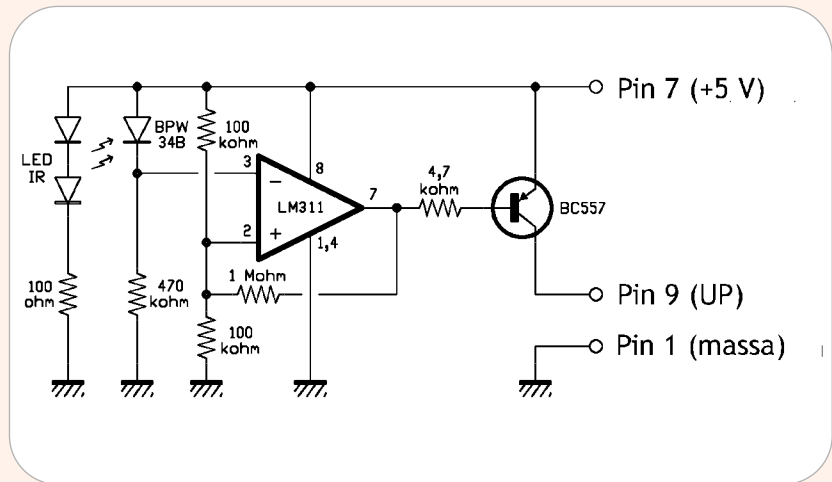 LED
IR
BPW
34B
100
kohm
3
−
8
LM311
7
2
+
1,4
4,7
kohm
BC557
Pin 7 (+5 V)
100
ohm
470
kohm
1 Mohm
100
kohm
Pin 9 (UP)
Pin 1 (massa)